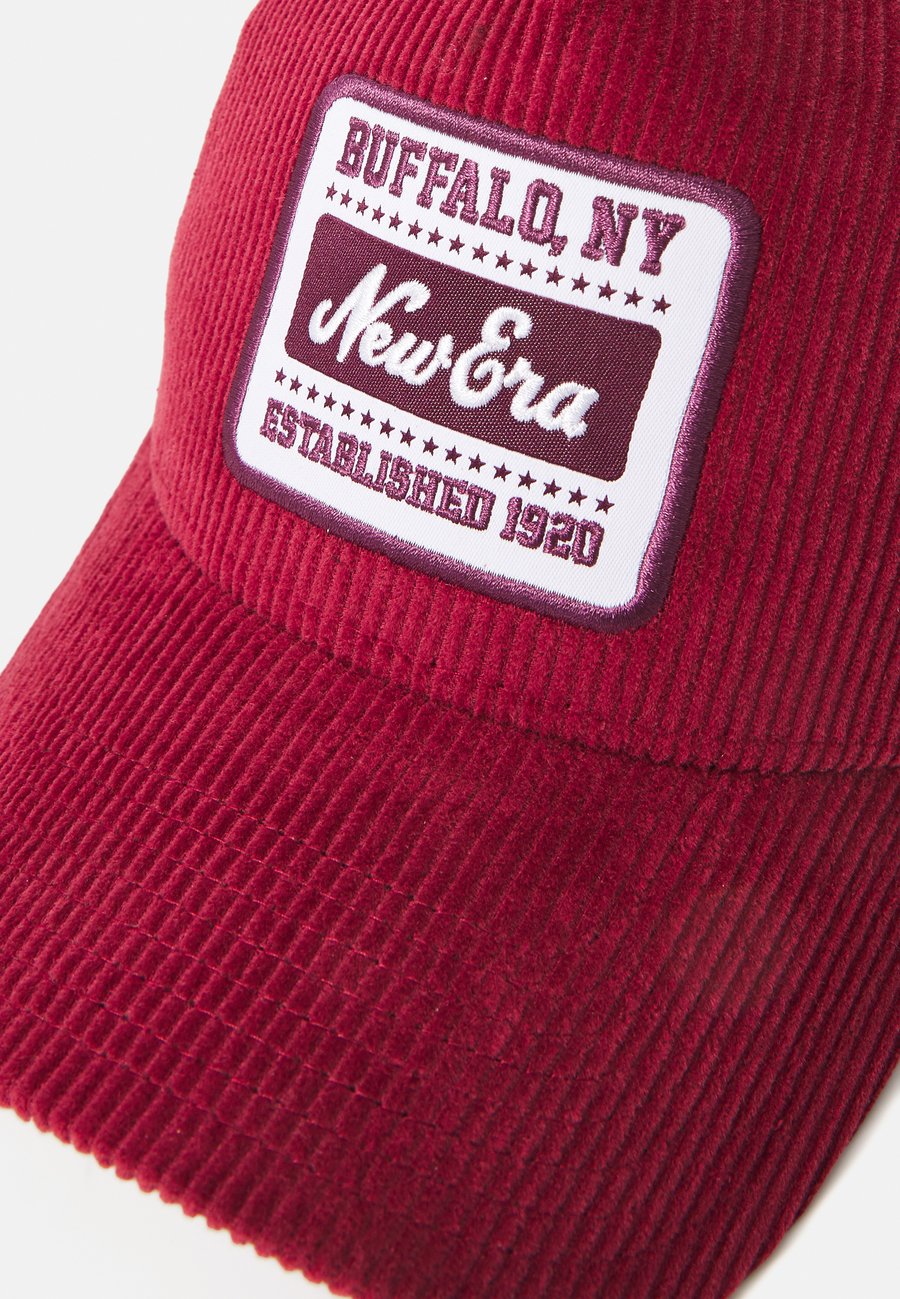 BUFFALO, NY
New Era
ESTABLISHED 1920